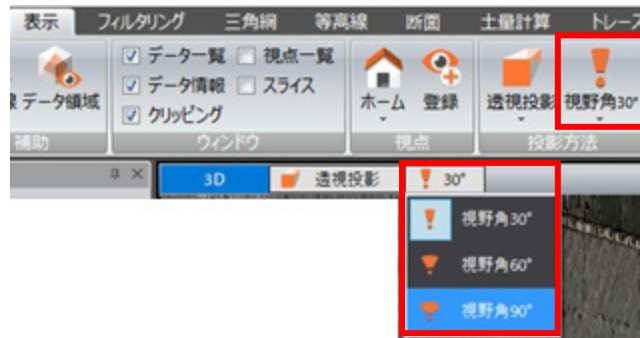 表示 フィルタリング 三角網 等高線 断面 土量計算 トレース
データ領域
データ一覧 視点一覧
データ情報 スライス
クリッピング
ホーム 登録
透視投影 視野角30°
補助 ウィンドウ 視点 投影方法
3D 透視投影 30°
視野角30°
視野角60°
視野角90°